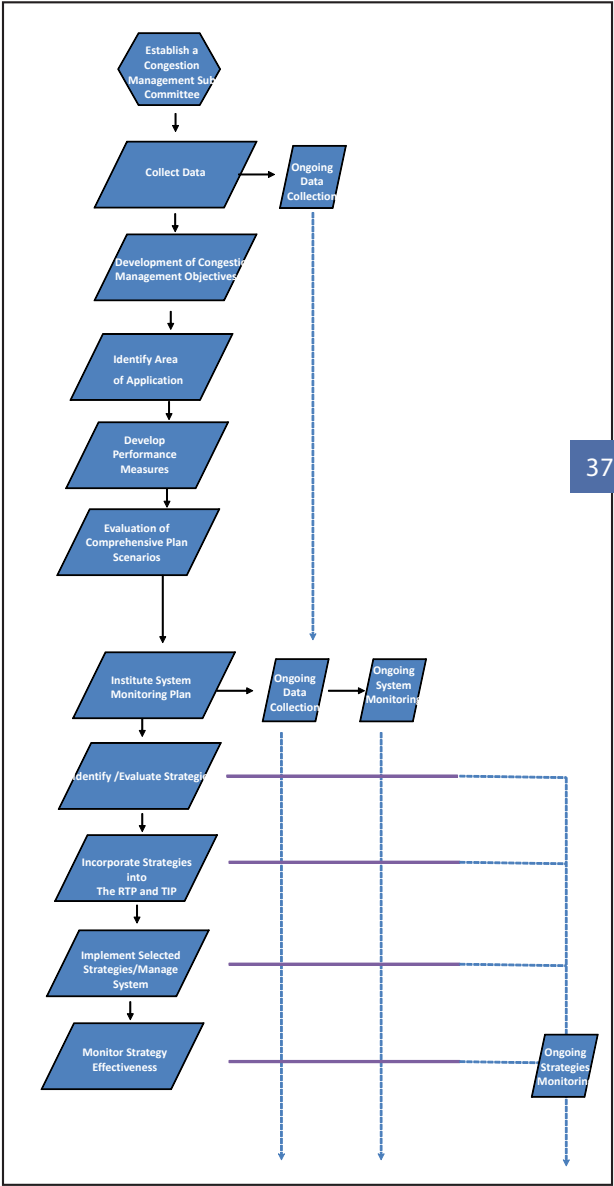 Establish a
Congestion
Management Sub
Committee
Collect Data
Ongoing
Data
Collection
Development of Congestio
Management Objectives
Identify Area
of Application
Develop
Performance
Measures
37
Evaluation of
Comprehensive Plan
Scenarios
Institute System
Monitoring Plan
Ongoing
Data
Collection
Ongoing
System
Monitoring
Identify /Evaluate Strategie
Incorporate Strategies
into
The RTP and TIP
Implement Selected
Strategies/Manage
System
Monitor Strategy
Effectiveness
Ongoing
Strategies
Monitorin